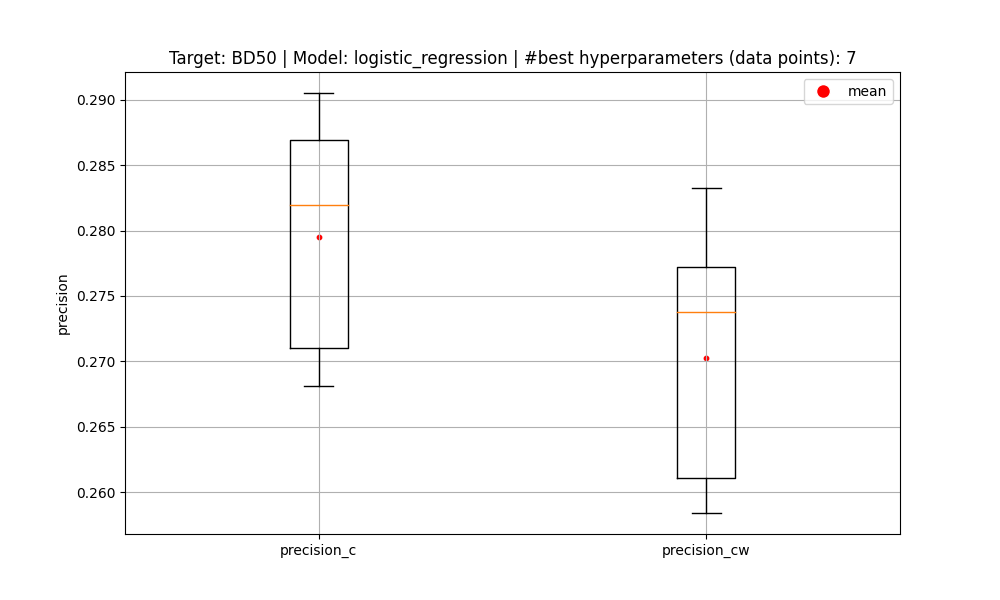 Target: BD50 | Model: logistic_regression | #best hyperparameters (data points): 7
mean
0.290
0.285
0.280
0.275
0.270
0.265
0.260
precision
precision_c
precision_cw